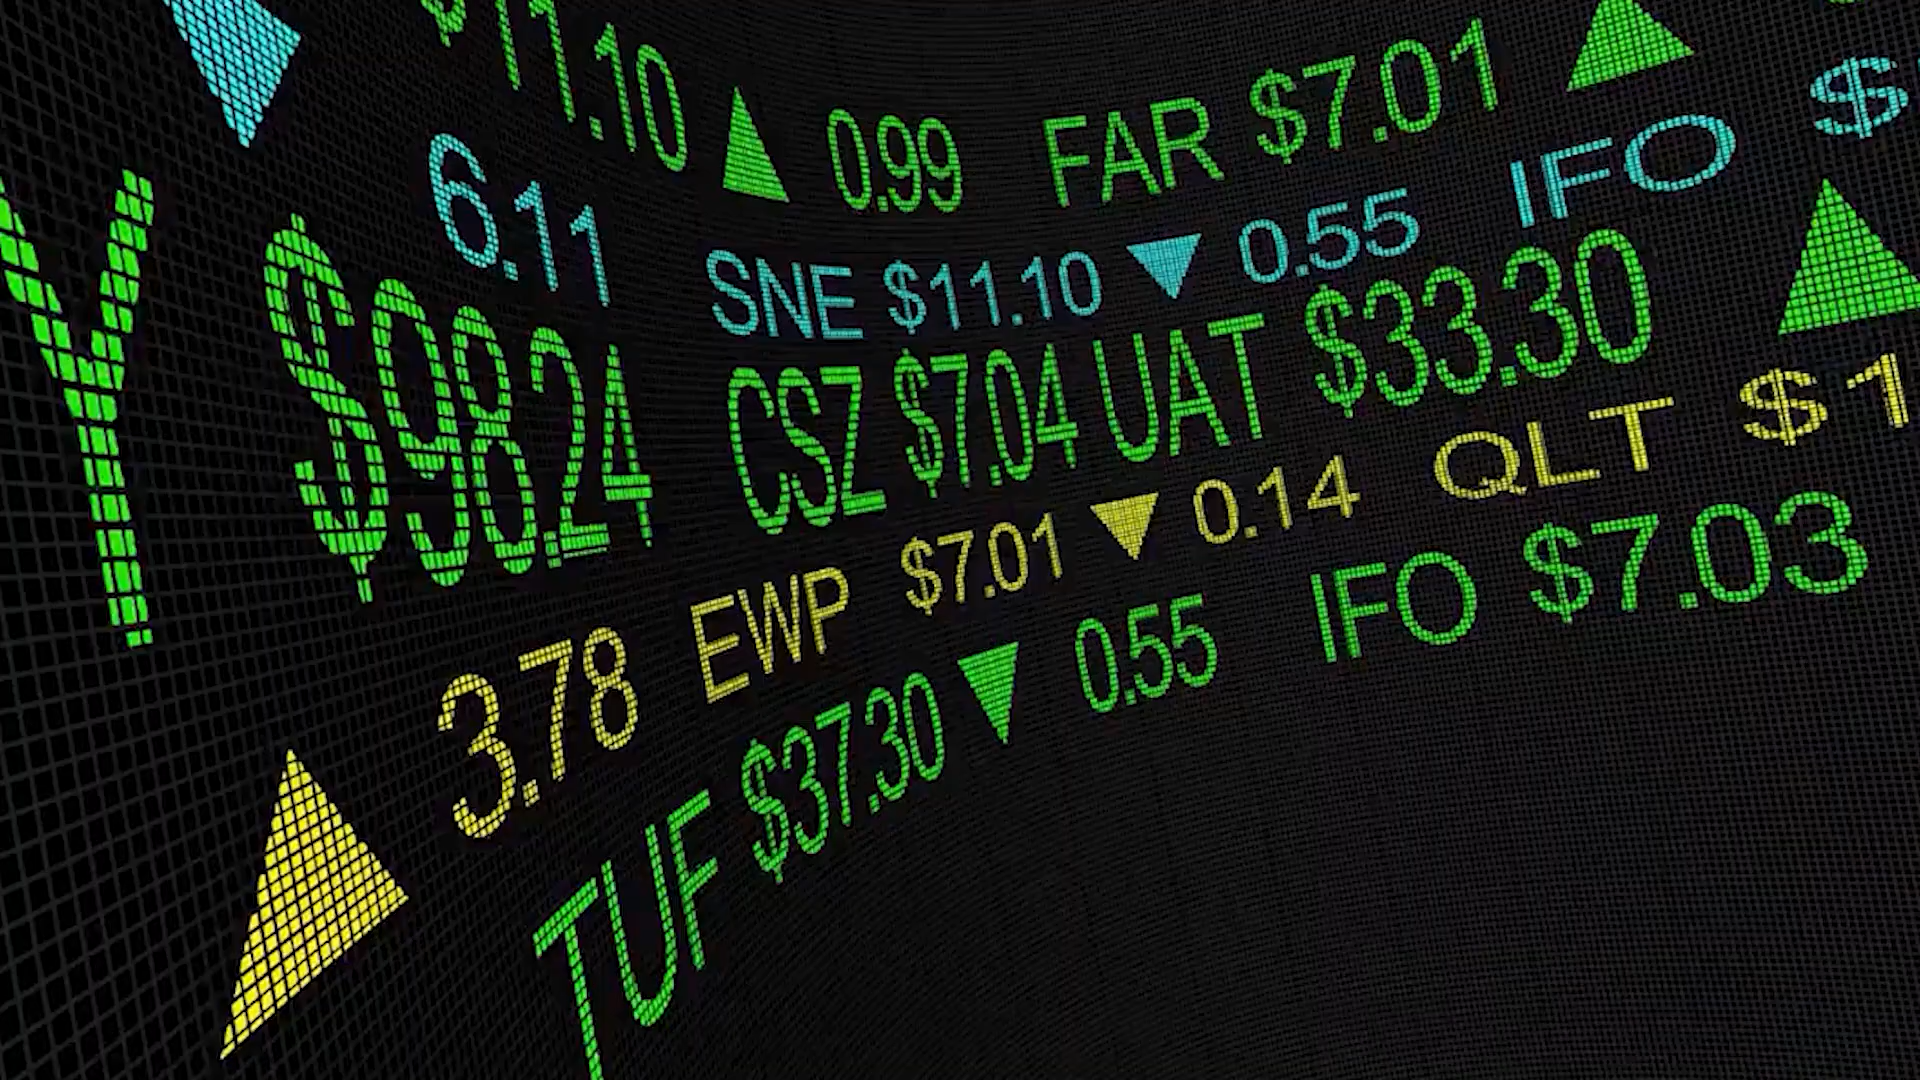 $11.10 ▲ 0.99 FAR $7.01 ▲
6.11 SNE $11.10 ▼ 0.55 IFO $
Y $98.24 CSZ $7.04 UAT $33.30 ▲
▲ 3.78 EWP $7.01 ▼ 0.14 QLT $1
TUF $37.30 ▼ 0.55 IFO $7.03